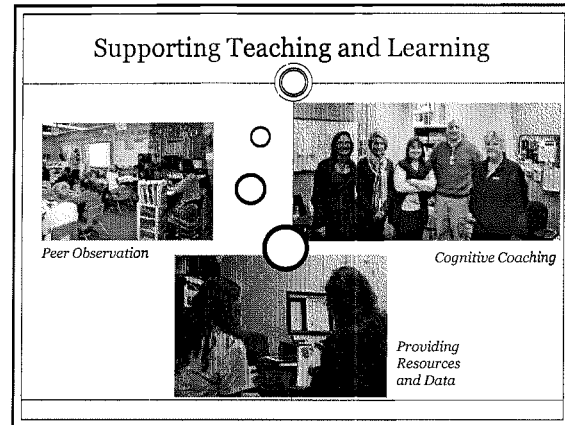 Supporting Teaching and Learning
Peer Observation
Cognitive Coaching
Providing
Resources
and Data